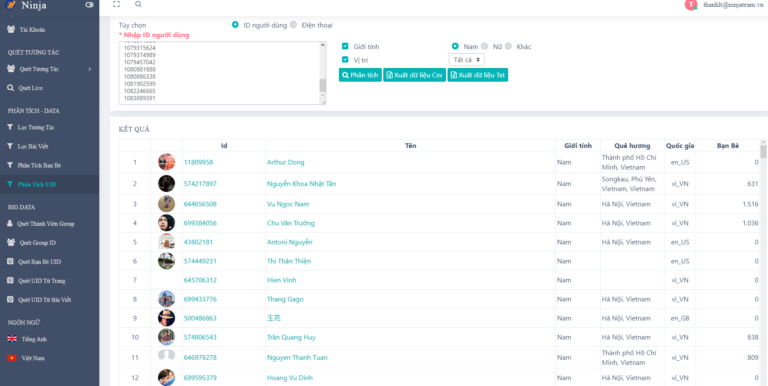 Ninja
thanhlt@ninjateam.vn
Tài Khoản
QUÉT TƯƠNG TÁC
Quét Tương Tác
Quét Live
PHÂN TÍCH - DATA
Lọc Tương Tác
Lọc Bài Viết
Phân Tích Bạn Bè
Phân Tích UID
BIG DATA
Quét Thành Viên Group
Quét Group ID
Quét Bạn Bè UID
Quét UID Từ Trang
Quét UID Từ Bài Viết
NGÔN NGỮ
Tiếng Anh
Việt Nam
Tùy chọn
ID người dùng Điện thoại
* Nhập ID người dùng
1079315624
1079374989
1079457042
1080881888
1080886338
1081902599
1082246665
1083889391
Giới tính Nam Nữ Khác
Vị trí Tất cả
Phân tích Xuất dữ liệu Csv Xuất dữ liệu Txt
KẾT QUẢ
Id Tên Giới tính Quê hương Quốc gia Bạn Bè
1 11809958 Arthur Dong Nam Thành phố Hồ Chí Minh, Vietnam en_US 0
2 574217897 Nguyễn Khoa Nhật Tân Nam Songkau, Phú Yên, Vietnam, Vietnam vi_VN 631
3 644656508 Vu Ngoc Nam Nam Hà Nội, Vietnam vi_VN 1.516
4 699384056 Chu Văn Trường Nam Hà Nội, Vietnam vi_VN 1.036
5 43802181 Antoni Nguyễn Nam Hà Nội, Vietnam en_US 0
6 574449231 Thi Thân Thiện Nam en_US 0
7 645706312 Hien Vinh Nam vi_VN 0
8 699433776 Thang Gago Nam Hà Nội, Vietnam vi_VN 0
9 500486863 Nam Hà Nội, Vietnam en_GB 0
10 574806543 Trần Quang Huy Nam Hà Nội, Vietnam vi_VN 838
11 646979278 Nguyen Thanh Tuan Nam Thành phố Hồ Chí Minh, Vietnam vi_VN 809
12 699595379 Hoang Vu Dinh Nam Hà Nội, Vietnam vi_VN 0